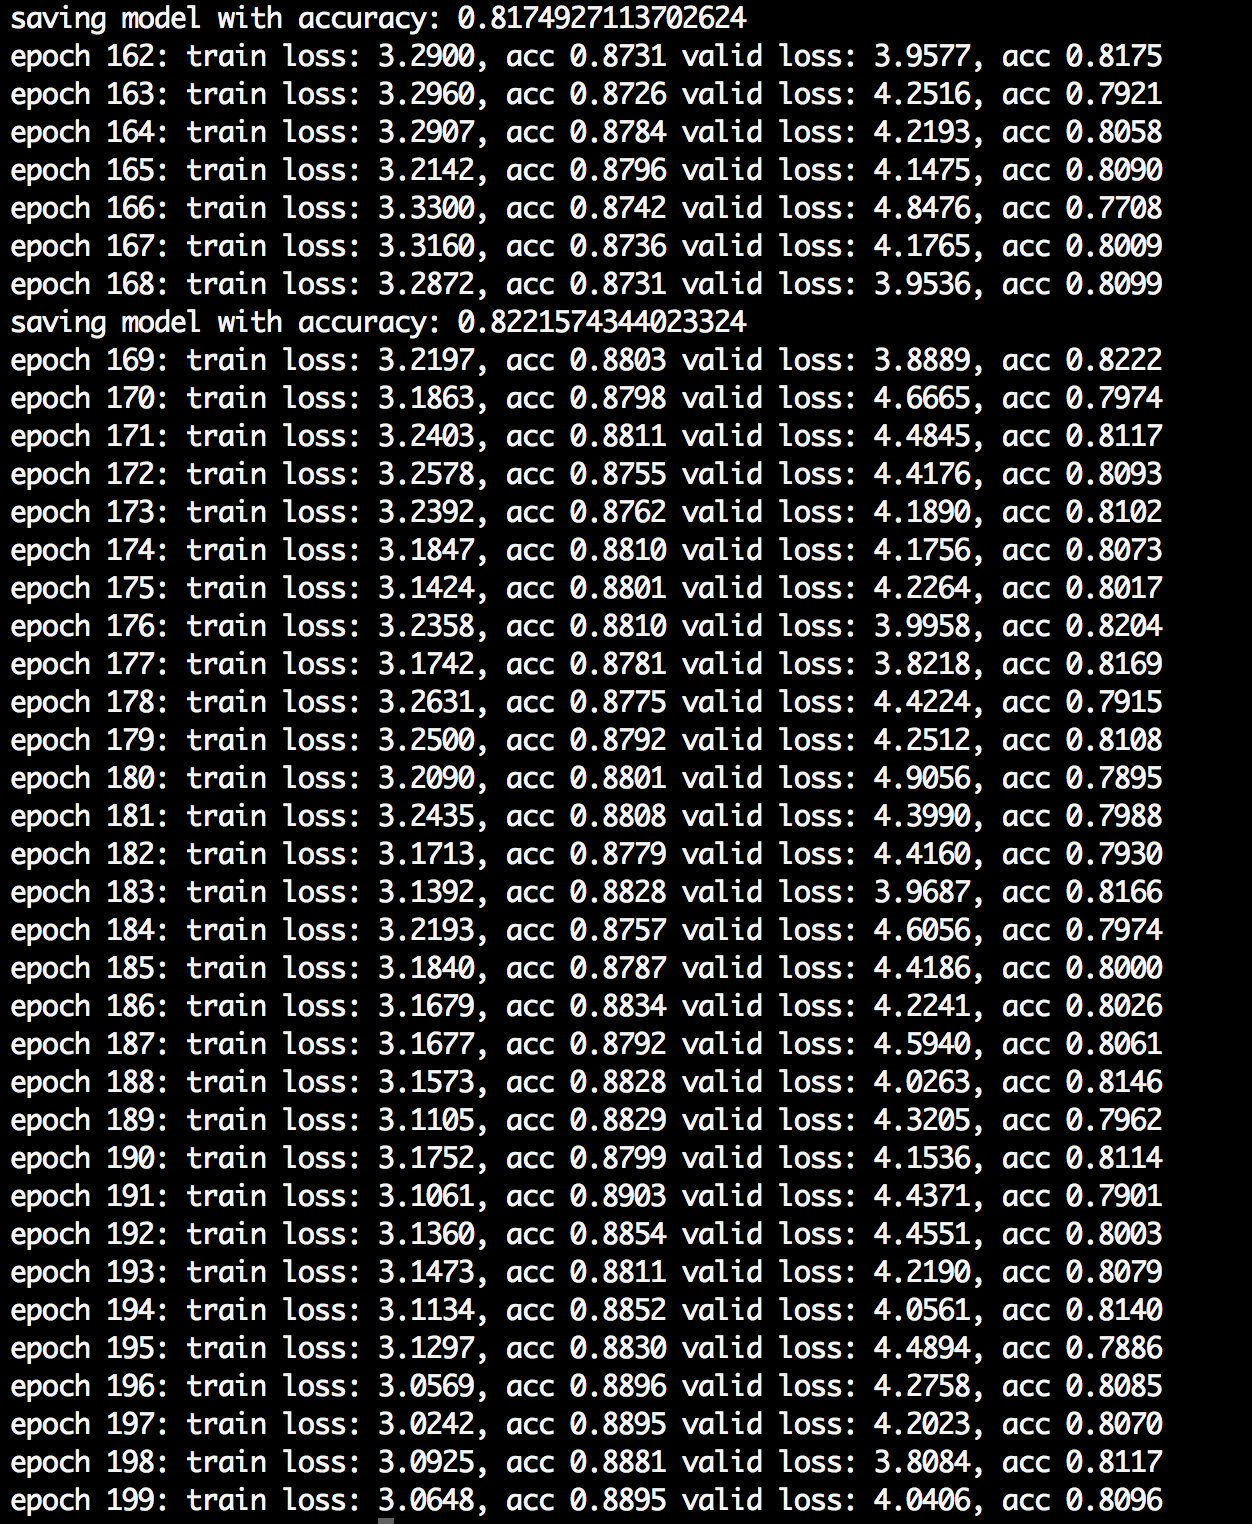 saving model with accuracy: 0.8174927113702624
epoch 162: train loss: 3.2900, acc 0.8731 valid loss: 3.9577, acc 0.8175
epoch 163: train loss: 3.2960, acc 0.8726 valid loss: 4.2516, acc 0.7921
epoch 164: train loss: 3.2907, acc 0.8784 valid loss: 4.2193, acc 0.8058
epoch 165: train loss: 3.2142, acc 0.8796 valid loss: 4.1475, acc 0.8090
epoch 166: train loss: 3.3300, acc 0.8742 valid loss: 4.8476, acc 0.7708
epoch 167: train loss: 3.3160, acc 0.8736 valid loss: 4.1765, acc 0.8009
epoch 168: train loss: 3.2872, acc 0.8731 valid loss: 3.9536, acc 0.8099
saving model with accuracy: 0.8221574344023324
epoch 169: train loss: 3.2197, acc 0.8803 valid loss: 3.8889, acc 0.8222
epoch 170: train loss: 3.1863, acc 0.8798 valid loss: 4.6665, acc 0.7974
epoch 171: train loss: 3.2403, acc 0.8811 valid loss: 4.4845, acc 0.8117
epoch 172: train loss: 3.2578, acc 0.8755 valid loss: 4.4176, acc 0.8093
epoch 173: train loss: 3.2392, acc 0.8762 valid loss: 4.1890, acc 0.8102
epoch 174: train loss: 3.1847, acc 0.8810 valid loss: 4.1756, acc 0.8073
epoch 175: train loss: 3.1424, acc 0.8801 valid loss: 4.2264, acc 0.8017
epoch 176: train loss: 3.2358, acc 0.8810 valid loss: 3.9958, acc 0.8204
epoch 177: train loss: 3.1742, acc 0.8781 valid loss: 3.8218, acc 0.8169
epoch 178: train loss: 3.2631, acc 0.8775 valid loss: 4.4224, acc 0.7915
epoch 179: train loss: 3.2500, acc 0.8792 valid loss: 4.2512, acc 0.8108
epoch 180: train loss: 3.2090, acc 0.8801 valid loss: 4.9056, acc 0.7895
epoch 181: train loss: 3.2435, acc 0.8808 valid loss: 4.3990, acc 0.7988
epoch 182: train loss: 3.1713, acc 0.8779 valid loss: 4.4160, acc 0.7930
epoch 183: train loss: 3.1392, acc 0.8828 valid loss: 3.9687, acc 0.8166
epoch 184: train loss: 3.2193, acc 0.8757 valid loss: 4.6056, acc 0.7974
epoch 185: train loss: 3.1840, acc 0.8787 valid loss: 4.4186, acc 0.8000
epoch 186: train loss: 3.1679, acc 0.8834 valid loss: 4.2241, acc 0.8026
epoch 187: train loss: 3.1677, acc 0.8792 valid loss: 4.5940, acc 0.8061
epoch 188: train loss: 3.1573, acc 0.8828 valid loss: 4.0263, acc 0.8146
epoch 189: train loss: 3.1105, acc 0.8829 valid loss: 4.3205, acc 0.7962
epoch 190: train loss: 3.1752, acc 0.8799 valid loss: 4.1536, acc 0.8114
epoch 191: train loss: 3.1061, acc 0.8903 valid loss: 4.4371, acc 0.7901
epoch 192: train loss: 3.1360, acc 0.8854 valid loss: 4.4551, acc 0.8003
epoch 193: train loss: 3.1473, acc 0.8811 valid loss: 4.2190, acc 0.8079
epoch 194: train loss: 3.1134, acc 0.8852 valid loss: 4.0561, acc 0.8140
epoch 195: train loss: 3.1297, acc 0.8830 valid loss: 4.4894, acc 0.7886
epoch 196: train loss: 3.0569, acc 0.8896 valid loss: 4.2758, acc 0.8085
epoch 197: train loss: 3.0242, acc 0.8895 valid loss: 4.2023, acc 0.8070
epoch 198: train loss: 3.0925, acc 0.8881 valid loss: 3.8084, acc 0.8117
epoch 199: train loss: 3.0648, acc 0.8895 valid loss: 4.0406, acc 0.8096